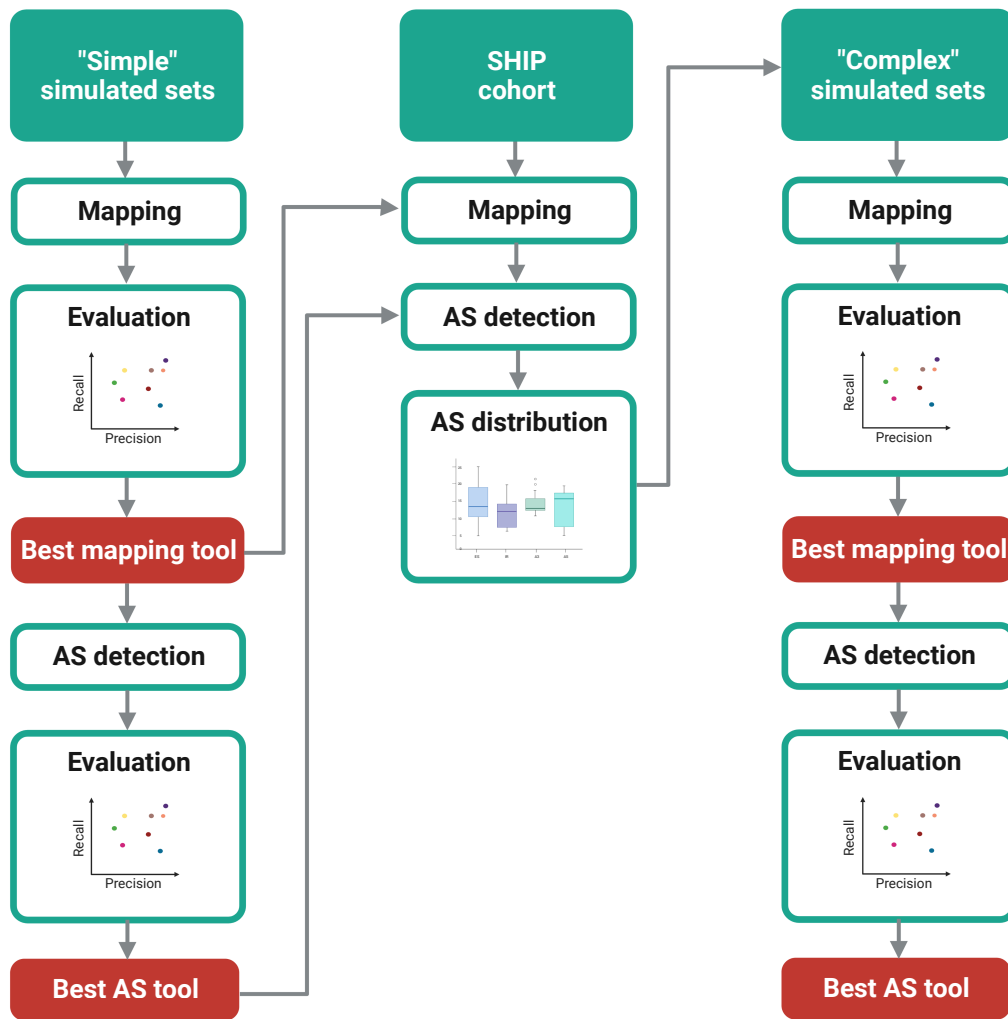 "Simple"
simulated sets
Mapping
Evaluation
Recall
Precision
Best mapping tool
AS detection
Evaluation
Recall
Precision
Best AS tool
SHIP
cohort
Mapping
AS detection
AS distribution
"Complex"
simulated sets
Mapping
Evaluation
Recall
Precision
Best mapping tool
AS detection
Evaluation
Recall
Precision
Best AS tool